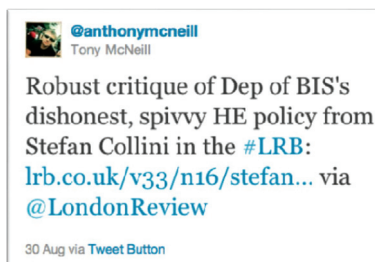 @anthonymcneill
Tony McNeill
Robust critique of Dep of BIS's
dishonest, spivvy HE policy from
Stefan Collini in the #LRB:
lrb.co.uk/v33/n16/stefan... via
@LondonReview
30 Aug via Tweet Button